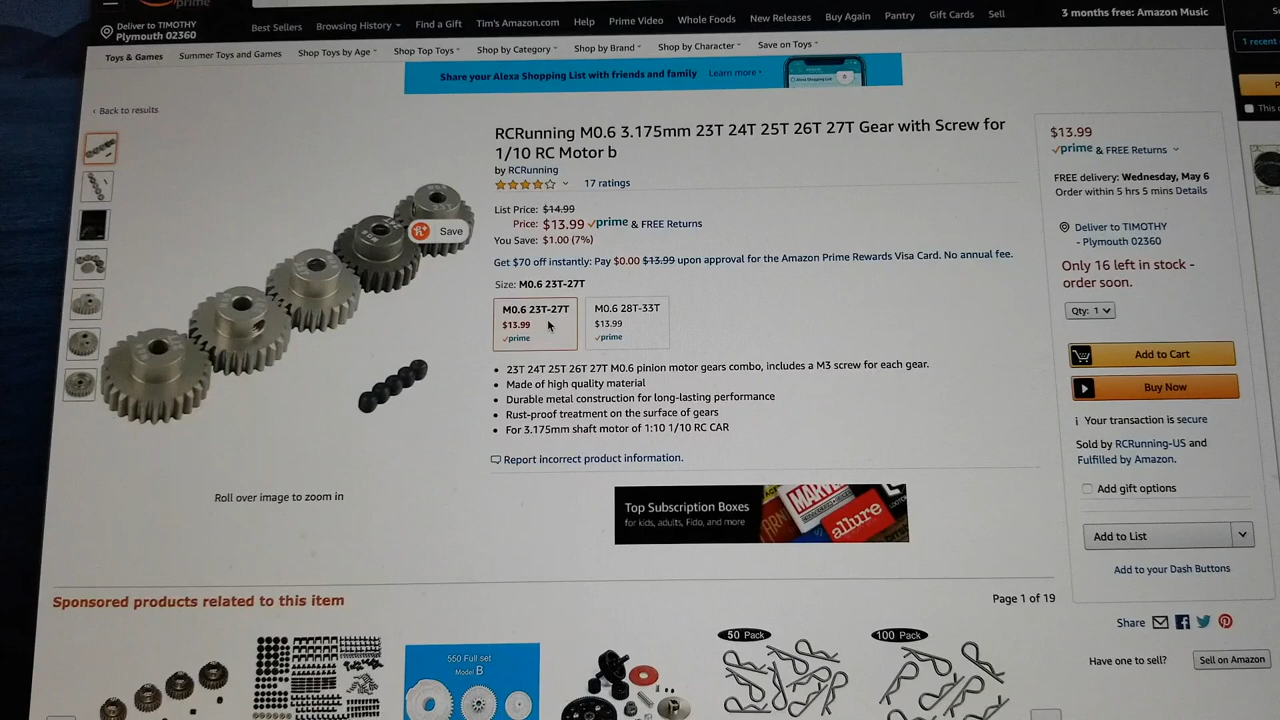 prime
Deliver to TIMOTHY
Plymouth 02360
Best Sellers
Browsing History
Find a Gift
Tim's Amazon.com
Help
Prime Video
Whole Foods
New Releases
Buy Again
Pantry
Gift Cards
Sell
3 months free: Amazon Music
Toys & Games
Summer Toys and Games
Shop Toys by Age
Shop Top Toys
Shop by Category
Shop by Brand
Shop by Character
Save on Toys
1 recent
Share your Alexa Shopping List with friends and family
Learn more
‹ Back to results
RCRunning M0.6 3.175mm 23T 24T 25T 26T 27T Gear with Screw for
1/10 RC Motor b
by RCRunning
17 ratings
Save
List Price: $14.99
Price: $13.99 prime & FREE Returns
You Save: $1.00 (7%)
Get $70 off instantly: Pay $0.00 $13.99 upon approval for the Amazon Prime Rewards Visa Card. No annual fee.
Size: M0.6 23T-27T
M0.6 23T-27T
$13.99
prime
M0.6 28T-33T
$13.99
prime
• 23T 24T 25T 26T 27T M0.6 pinion motor gears combo, includes a M3 screw for each gear.
• Made of high quality material
• Durable metal construction for long-lasting performance
• Rust-proof treatment on the surface of gears
• For 3.175mm shaft motor of 1:10 1/10 RC CAR
Report incorrect product information.
Roll over image to zoom in
Top Subscription Boxes
for kids, adults, Fido, and more
MARVEL
allure
$13.99
prime & FREE Returns
FREE delivery: Wednesday, May 6
Order within 5 hrs 5 mins Details
Deliver to TIMOTHY
- Plymouth 02360
Only 16 left in stock -
order soon.
Qty: 1
Add to Cart
Buy Now
Your transaction is secure
Sold by RCRunning-US and
Fulfilled by Amazon.
Add gift options
Add to List
Add to your Dash Buttons
Share
Have one to sell?
Sell on Amazon
Sponsored products related to this item
Page 1 of 19
550 Full set
Model B
50 Pack
100 Pack